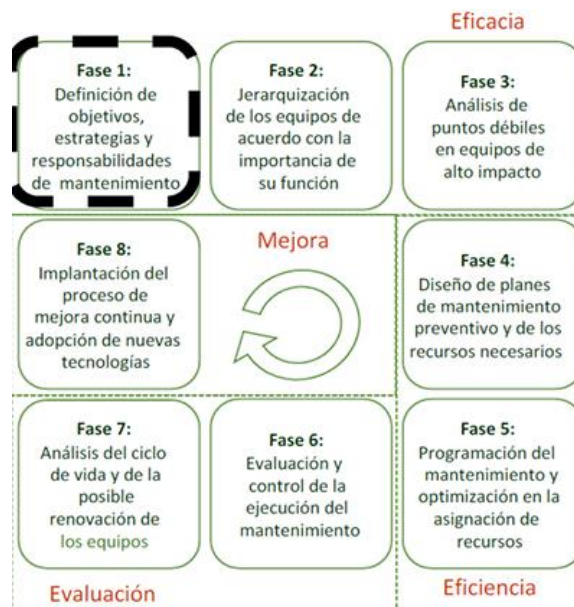 Eficacia
Fase 1:
Definición de
objetivos,
estrategias y
responsabilidades
de mantenimiento
Fase 2:
Jerarquización
de los equipos de
acuerdo con la
importancia de
su función
Fase 3:
Análisis de
puntos débiles
en equipos de
alto impacto
Fase 8:
Implantación del
proceso de
mejora continua y
adopción de nuevas
tecnologías
Mejora
Fase 4:
Diseño de planes
de mantenimiento
preventivo y de los
recursos necesarios
Fase 7:
Análisis del ciclo
de vida y de la
posible
renovación de
los equipos
Fase 6:
Evaluación y
control de la
ejecución del
mantenimiento
Fase 5:
Programación del
mantenimiento y
optimización en la
asignación de
recursos
Evaluación
Eficiencia